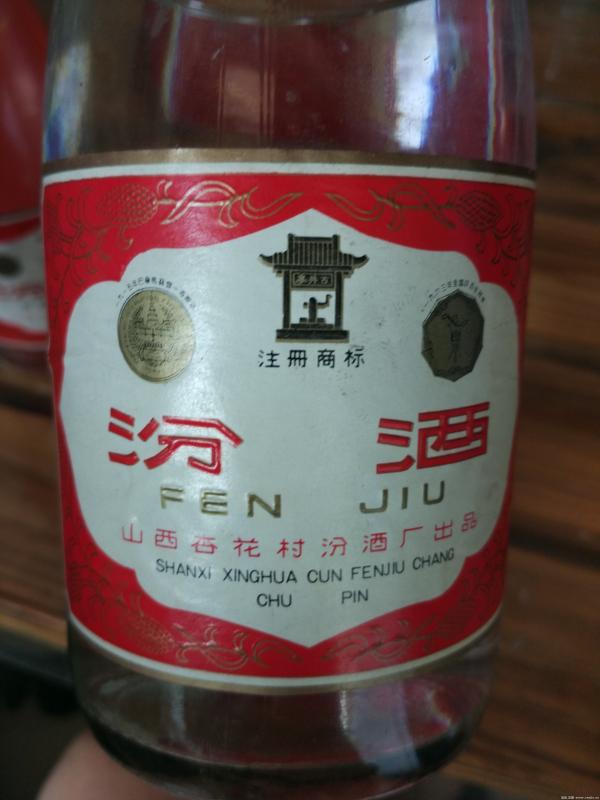 注册商标
汾 酒
FEN JIU
山西杏花村汾酒厂出品
SHANXI XINGHUA CUN FENJIU CHANG
CHU PIN